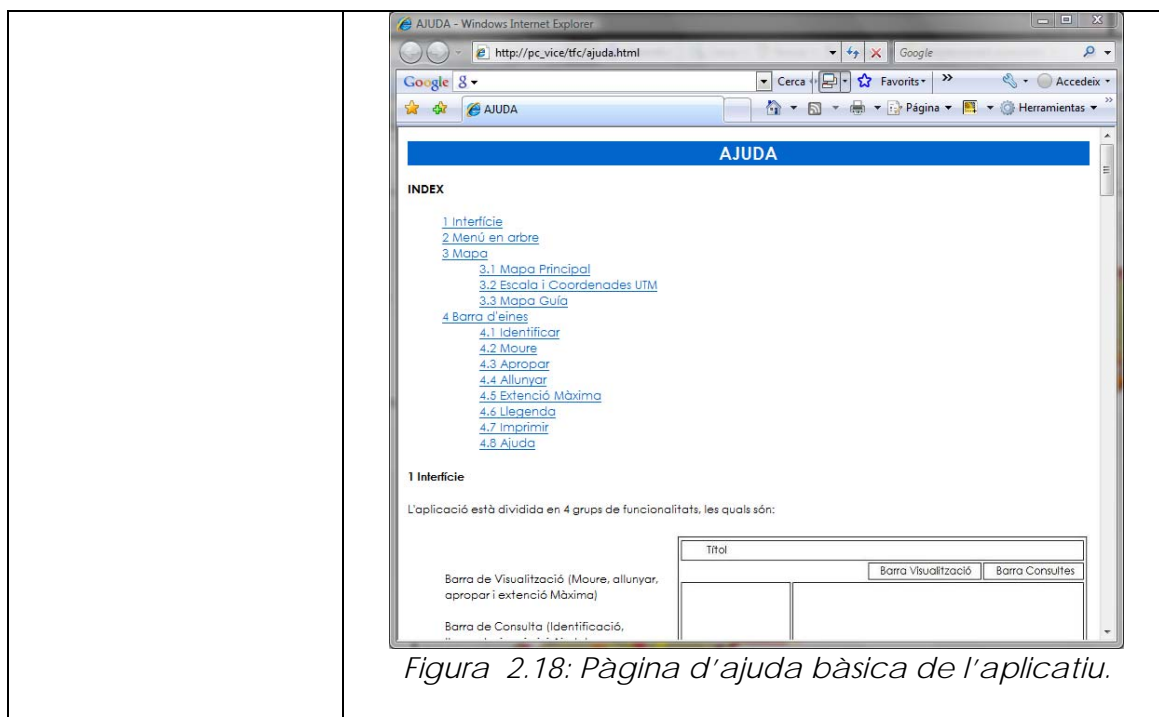 AJUDA - Windows Internet Explorer
http://pc_vice/tfc/ajuda.html
Google
Google
Cerca
Favorits
Accedeix
AJUDA
Página
Herramientas
AJUDA
INDEX
1 Interfície
2 Menú en arbre
3 Mapa
3.1 Mapa Principal
3.2 Escala i Coordenades UTM
3.3 Mapa Guía
4 Barra d'eines
4.1 Identificar
4.2 Moure
4.3 Apropar
4.4 Allunyar
4.5 Extenció Màxima
4.6 Llegenda
4.7 Imprimir
4.8 Ajuda
1 Interfície
L'aplicació està dividida en 4 grups de funcionalitats, les quals són:
Títol
Barra Visualització Barra Consultes
Barra de Visualització (Moure, allunyar,
apropar i extenció Màxima)
Barra de Consulta (Identificació,
Figura 2.18: Pàgina d'ajuda bàsica de l'aplicatiu.